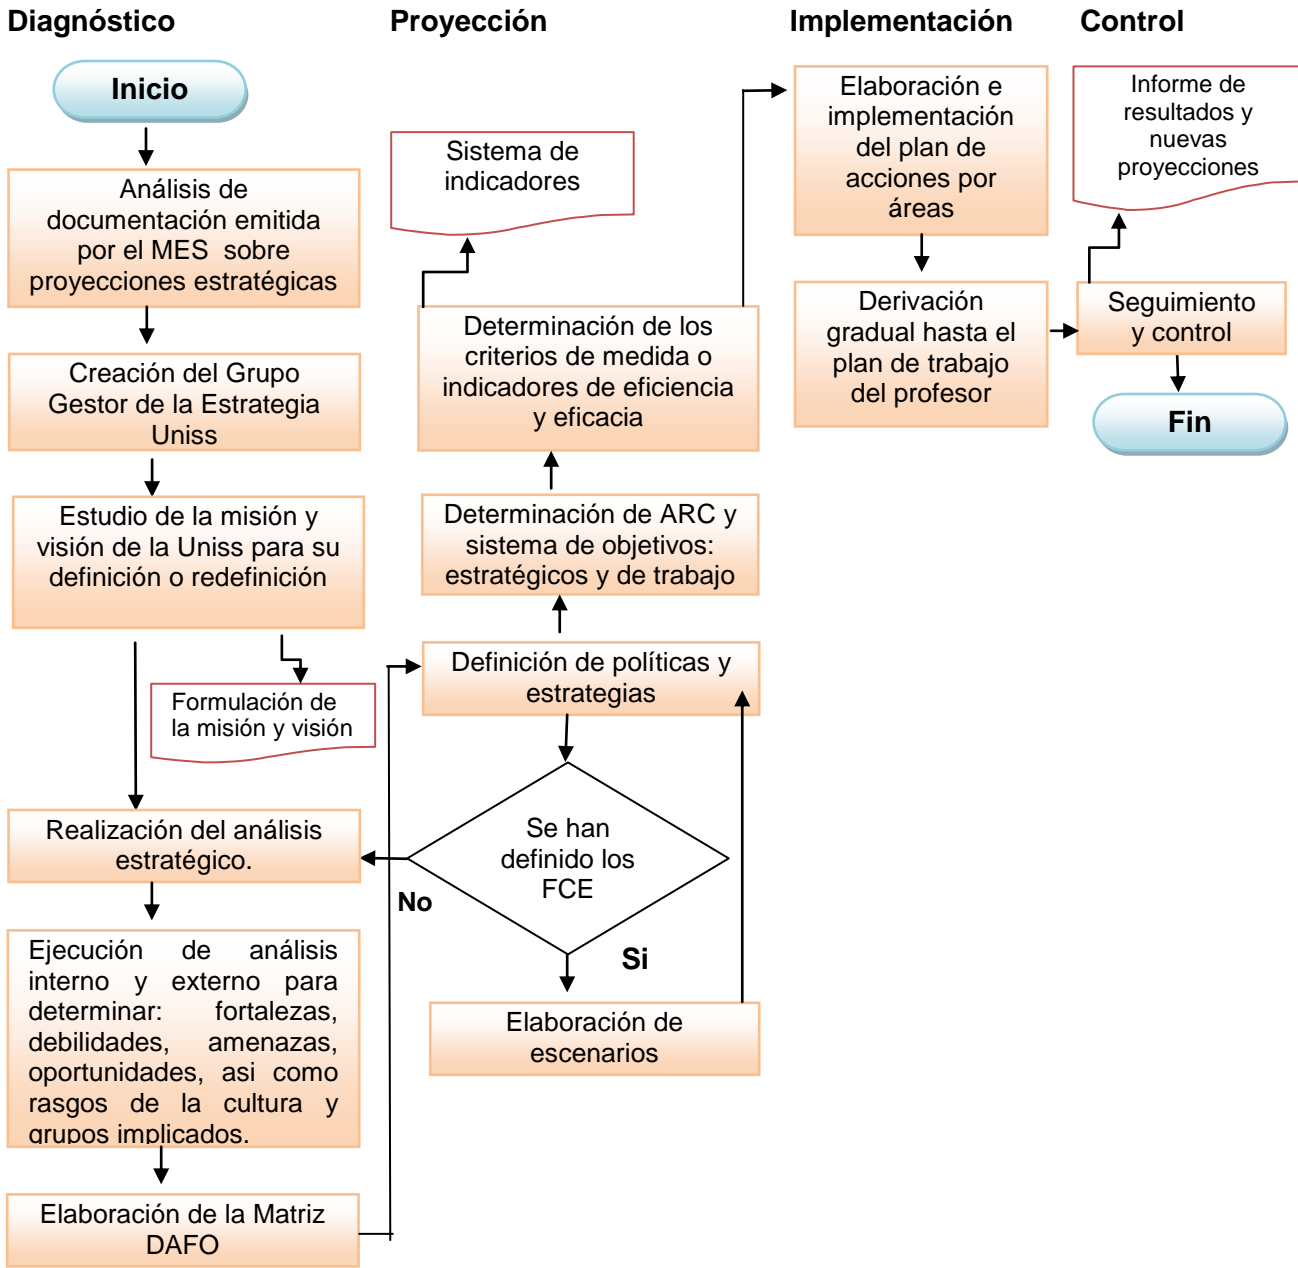 Diagnóstico
Proyección
Implementación
Control
Inicio
Análisis de
documentación emitida
por el MES  sobre
proyecciones estratégicas
Creación del Grupo
Gestor de la Estrategia
Uniss
Estudio de la misión y
visión de la Uniss para su
definición o redefinición
Formulación de
la misión y visión
Realización del análisis
estratégico.
Ejecución de análisis
interno y externo para
determinar: fortalezas,
debilidades, amenazas,
oportunidades, asi como
rasgos de la cultura y
grupos implicados.
Elaboración de la Matriz
DAFO
Sistema de
indicadores
Determinación de los
criterios de medida o
indicadores de eficiencia
y eficacia
Determinación de ARC y
sistema de objetivos:
estratégicos y de trabajo
Definición de políticas y
estrategias
Se han
definido los
FCE
No
Si
Elaboración de
escenarios
Elaboración e
implementación
del plan de
acciones por
áreas
Derivación
gradual hasta el
plan de trabajo
del profesor
Informe de
resultados y
nuevas
proyecciones
Seguimiento
y control
Fin